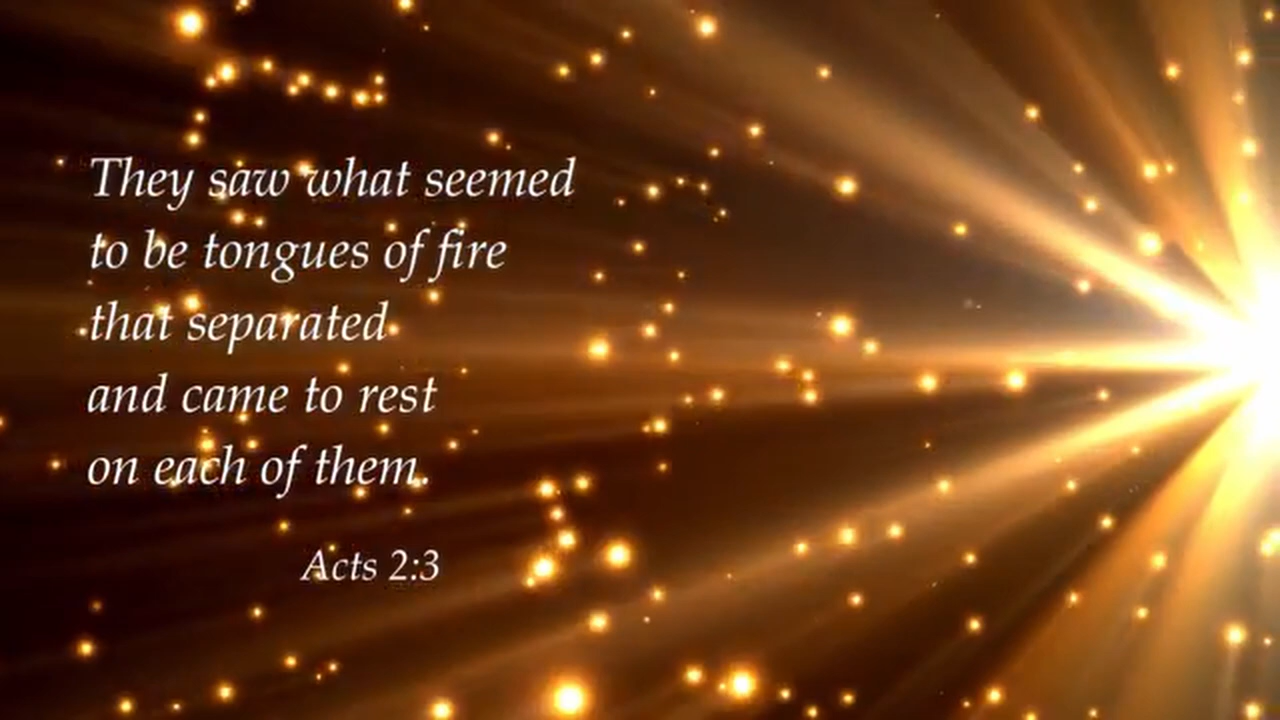 They saw what seemed
to be tongues of fire
that separated
and came to rest
on each of them.
Acts 2:3